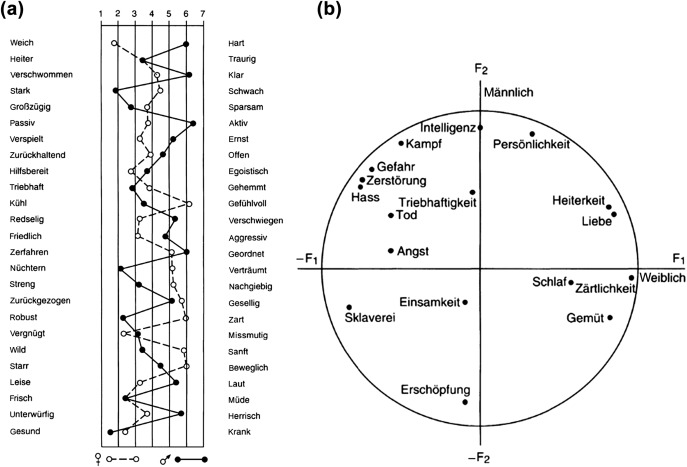 (a)
1 2 3 4 5 6 7
Weich Hart
Heiter Traurig
Verschwommen Klar
Stark Schwach
Großzügig Sparsam
Passiv Aktiv
Verspielt Ernst
Zurückhaltend Offen
Hilfsbereit Egoistisch
Triebhaft Gehemmt
Kühl Gefühlvoll
Redselig Verschwiegen
Friedlich Aggressiv
Zerfahren Geordnet
Nüchtern Verträumt
Streng Nachgiebig
Zurückgezogen Gesellig
Robust Zart
Vergnügt Missmutig
Wild Sanft
Starr Beweglich
Leise Laut
Frisch Müde
Unterwürfig Herrisch
Gesund Krank
♀ ♂
(b)
F2
Männlich
Intelligenz
Kampf
Persönlichkeit
Gefahr
Zerstörung
Hass
Triebhaftigkeit
Heiterkeit
Liebe
Tod
Angst
−F1 F1
Weiblich
Schlaf
Zärtlichkeit
Einsamkeit
Sklaverei
Gemüt
Erschöpfung
−F2